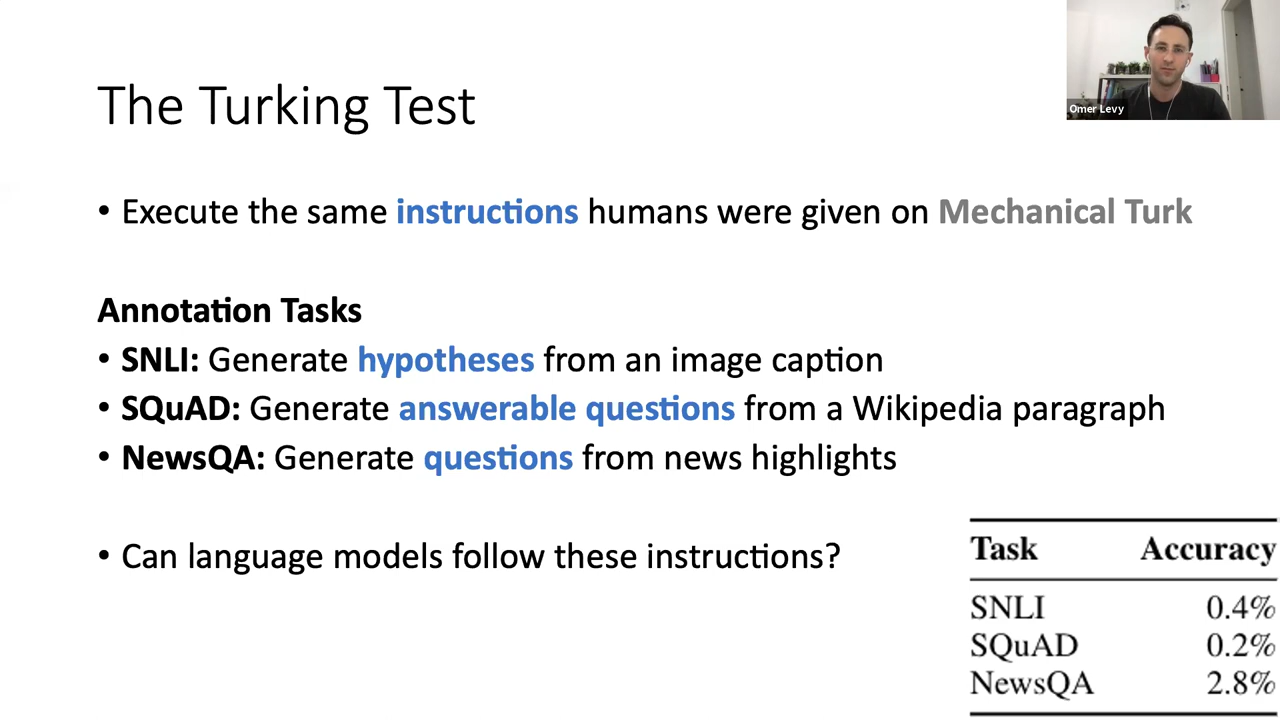 The Turking Test
Omer Levy
• Execute the same instructions humans were given on Mechanical Turk
Annotation Tasks
• SNLI: Generate hypotheses from an image caption
• SQuAD: Generate answerable questions from a Wikipedia paragraph
• NewsQA: Generate questions from news highlights
• Can language models follow these instructions?
Task Accuracy
SNLI 0.4%
SQuAD 0.2%
NewsQA 2.8%